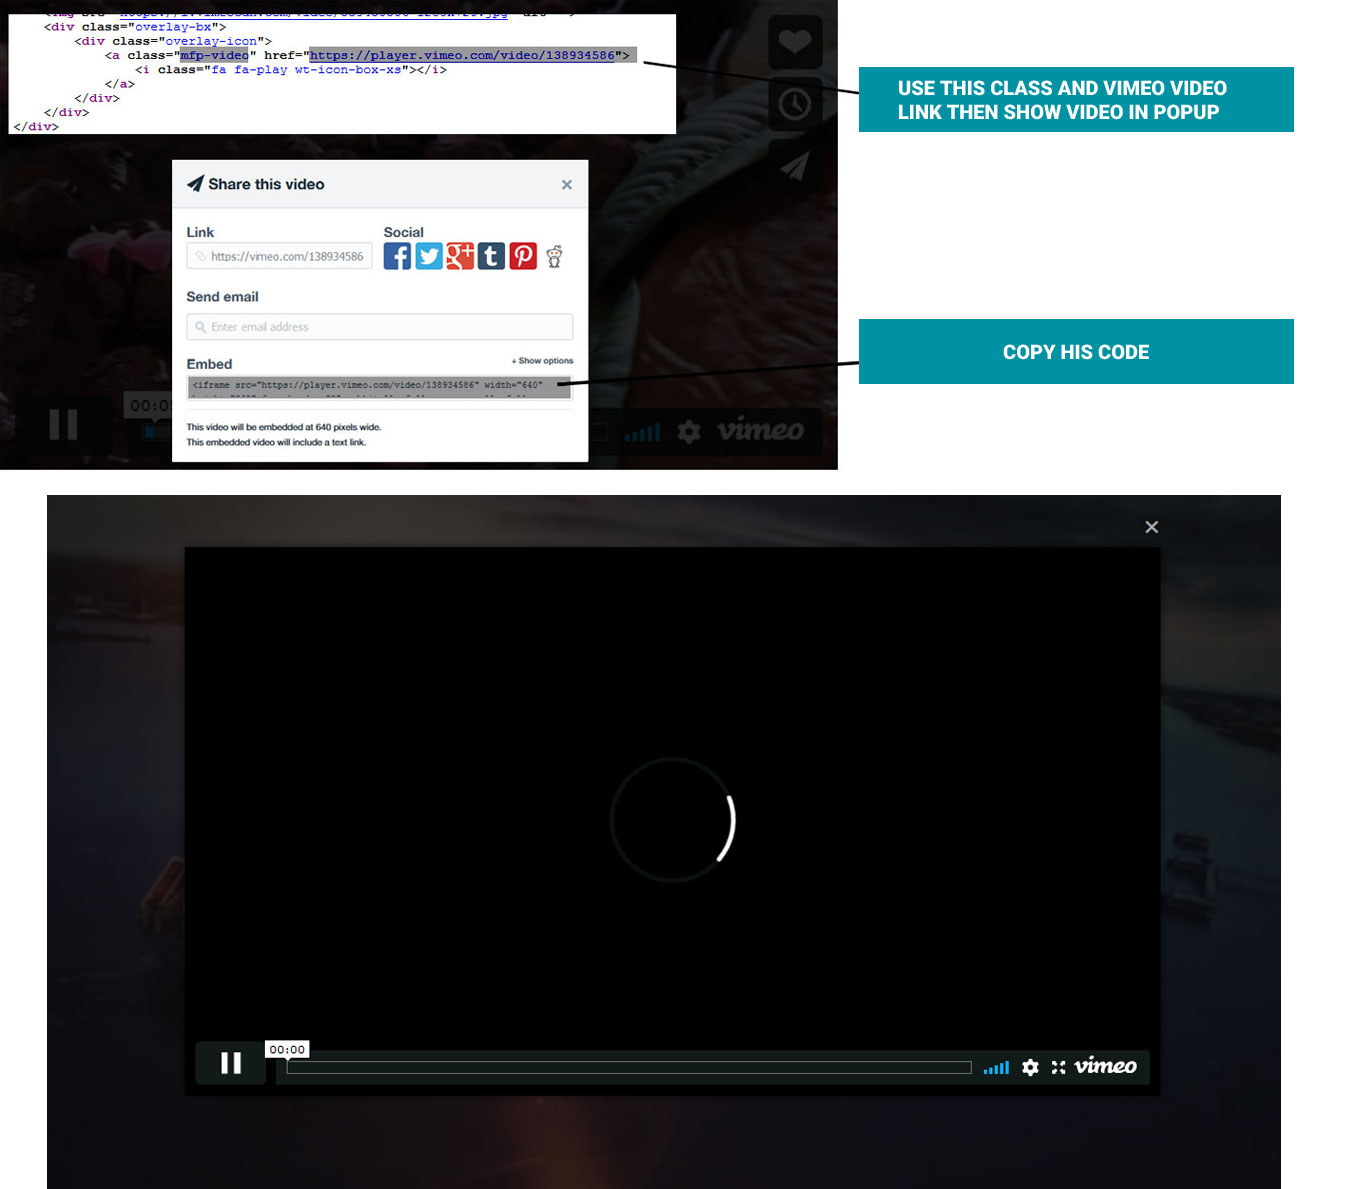 <div class="overlay-bx">
<div class="overlay-icon">
<a class="mfp-video" href="https://player.vimeo.com/video/138934586">
<i class="fa fa-play wt-icon-box-xs"></i>
</a>
</div>
</div>
</div>
USE THIS CLASS AND VIMEO VIDEO
LINK THEN SHOW VIDEO IN POPUP
Share this video
Link
Social
https://vimeo.com/138934586
Send email
Enter email address
Embed
+ Show options
<iframe src="https://player.vimeo.com/video/138934586" width="640"
COPY HIS CODE
This video will be embedded at 640 pixels wide.
This embedded video will include a text link.
vimeo
00:00
vimeo